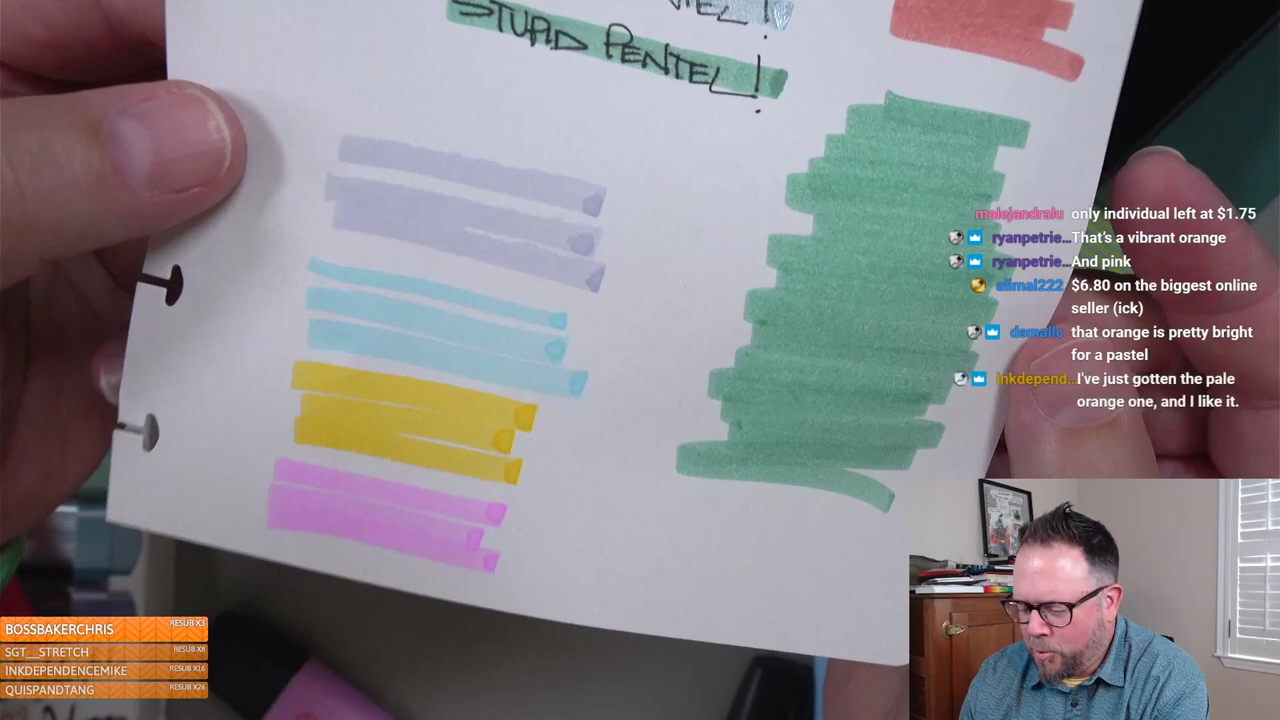 STUPID PENTEL!
malejandralu only individual left at $1.75
ryanpetrie... That's a vibrant orange
ryanpetrie... And pink
alimal222 $6.80 on the biggest online
seller (ick)
dsmallc that orange is pretty bright
for a pastel
inkdepend... I've just gotten the pale
orange one, and I like it.
BOSSBAKERCHRIS RESUB X3
SGT__STRETCH RESUB X8
INKDEPENDENCEMIKE RESUB X16
QUISPANDTANG RESUB X26